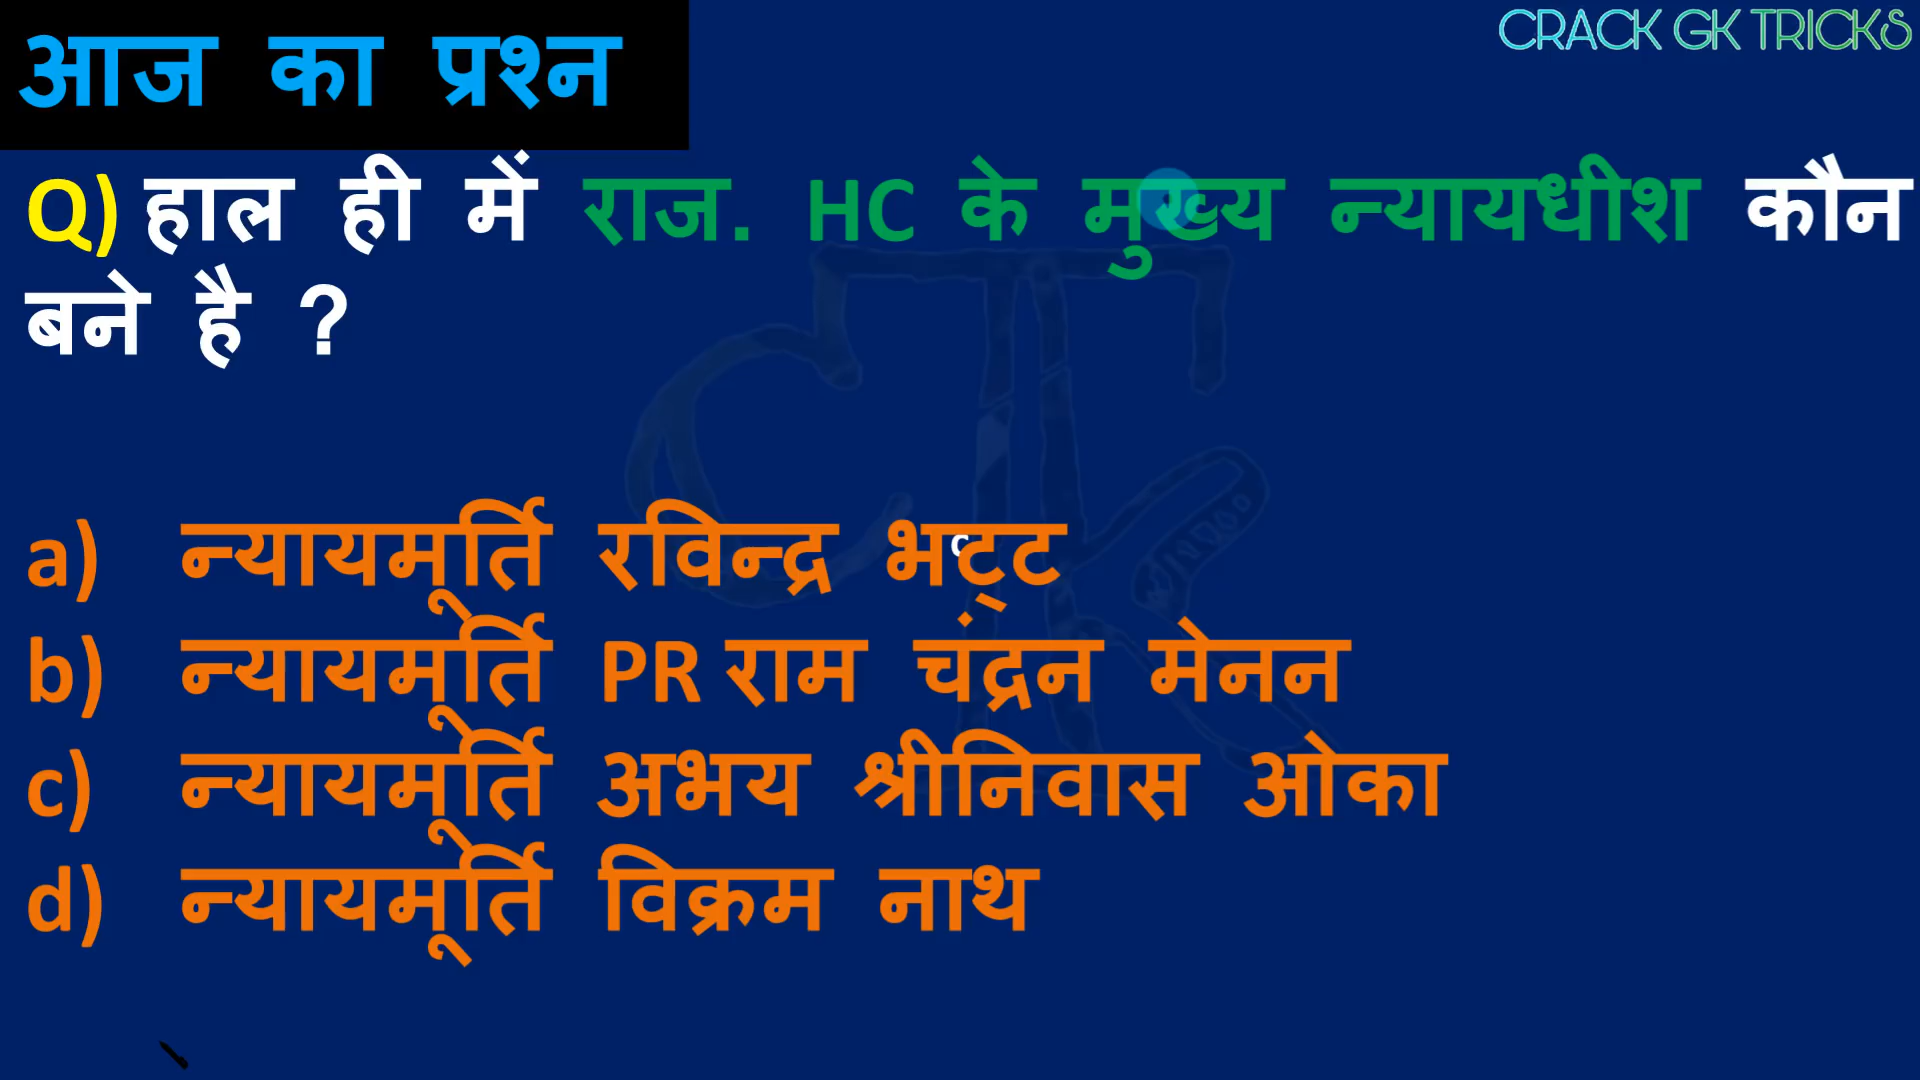 आज का प्रश्न
CRACK GK TRICKS
Q) हाल ही में राज. HC के मुख्य न्यायधीश कौन
बने है ?
a) न्यायमूर्ति रविन्द्र भट्ट
b) न्यायमूर्ति PR राम चंद्रन मेनन
c) न्यायमूर्ति अभय श्रीनिवास ओका
d) न्यायमूर्ति विक्रम नाथ